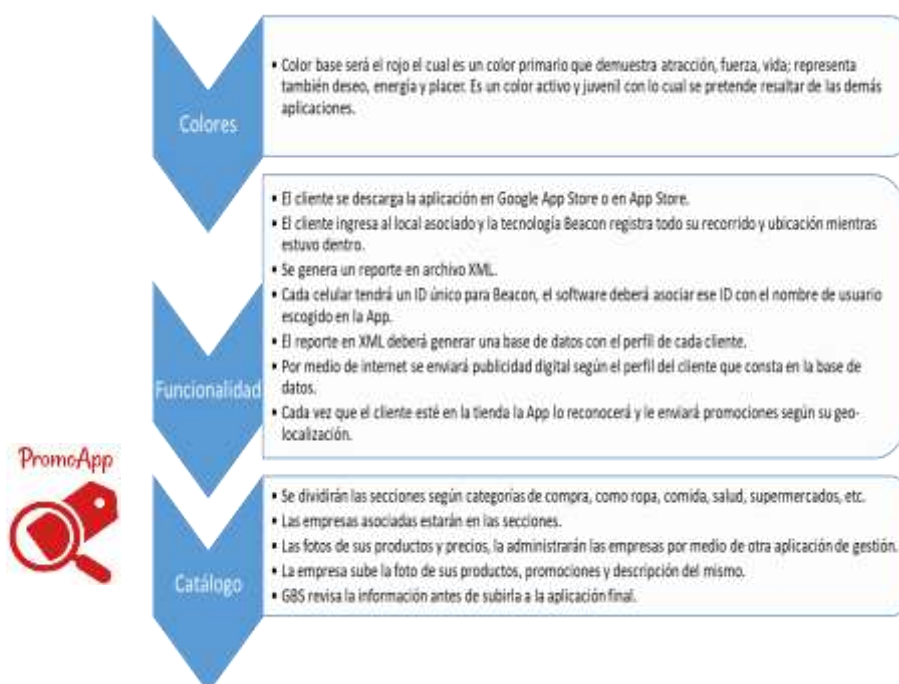 Colores
▪ Color base será el rojo el cual es un color primario que demuestra atracción, fuerza, vida; representa
también deseo, energía y placer. Es un color activo y juvenil con lo cual se pretende resaltar de las demás
aplicaciones.
Funcionalidad
▪ El cliente se descarga la aplicación en Google App Store o en App Store.
▪ El cliente ingresa al local asociado y la tecnología Beacon registra todo su recorrido y ubicación mientras
estuvo dentro.
▪ Se genera un reporte en archivo XML.
▪ Cada celular tendrá un ID único para Beacon, el software deberá asociar ese ID con el nombre de usuario
escogido en la App.
▪ El reporte en XML deberá generar una base de datos con el perfil de cada cliente.
▪ Por medio de internet se enviará publicidad digital según el perfil del cliente que consta en la base de
datos.
▪ Cada vez que el cliente esté en la tienda la App lo reconocerá y le enviará promociones según su geo-
localización.
PromoApp
Catálogo
▪ Se dividirán las secciones según categorías de compra, como ropa, comida, salud, supermercados, etc.
▪ Las empresas asociadas estarán en las secciones.
▪ Las fotos de sus productos y precios, la administrarán las empresas por medio de otra aplicación de gestión.
▪ La empresa sube la foto de sus productos, promociones y descripción del mismo.
▪ GBS revisa la información antes de subirla a la aplicación final.